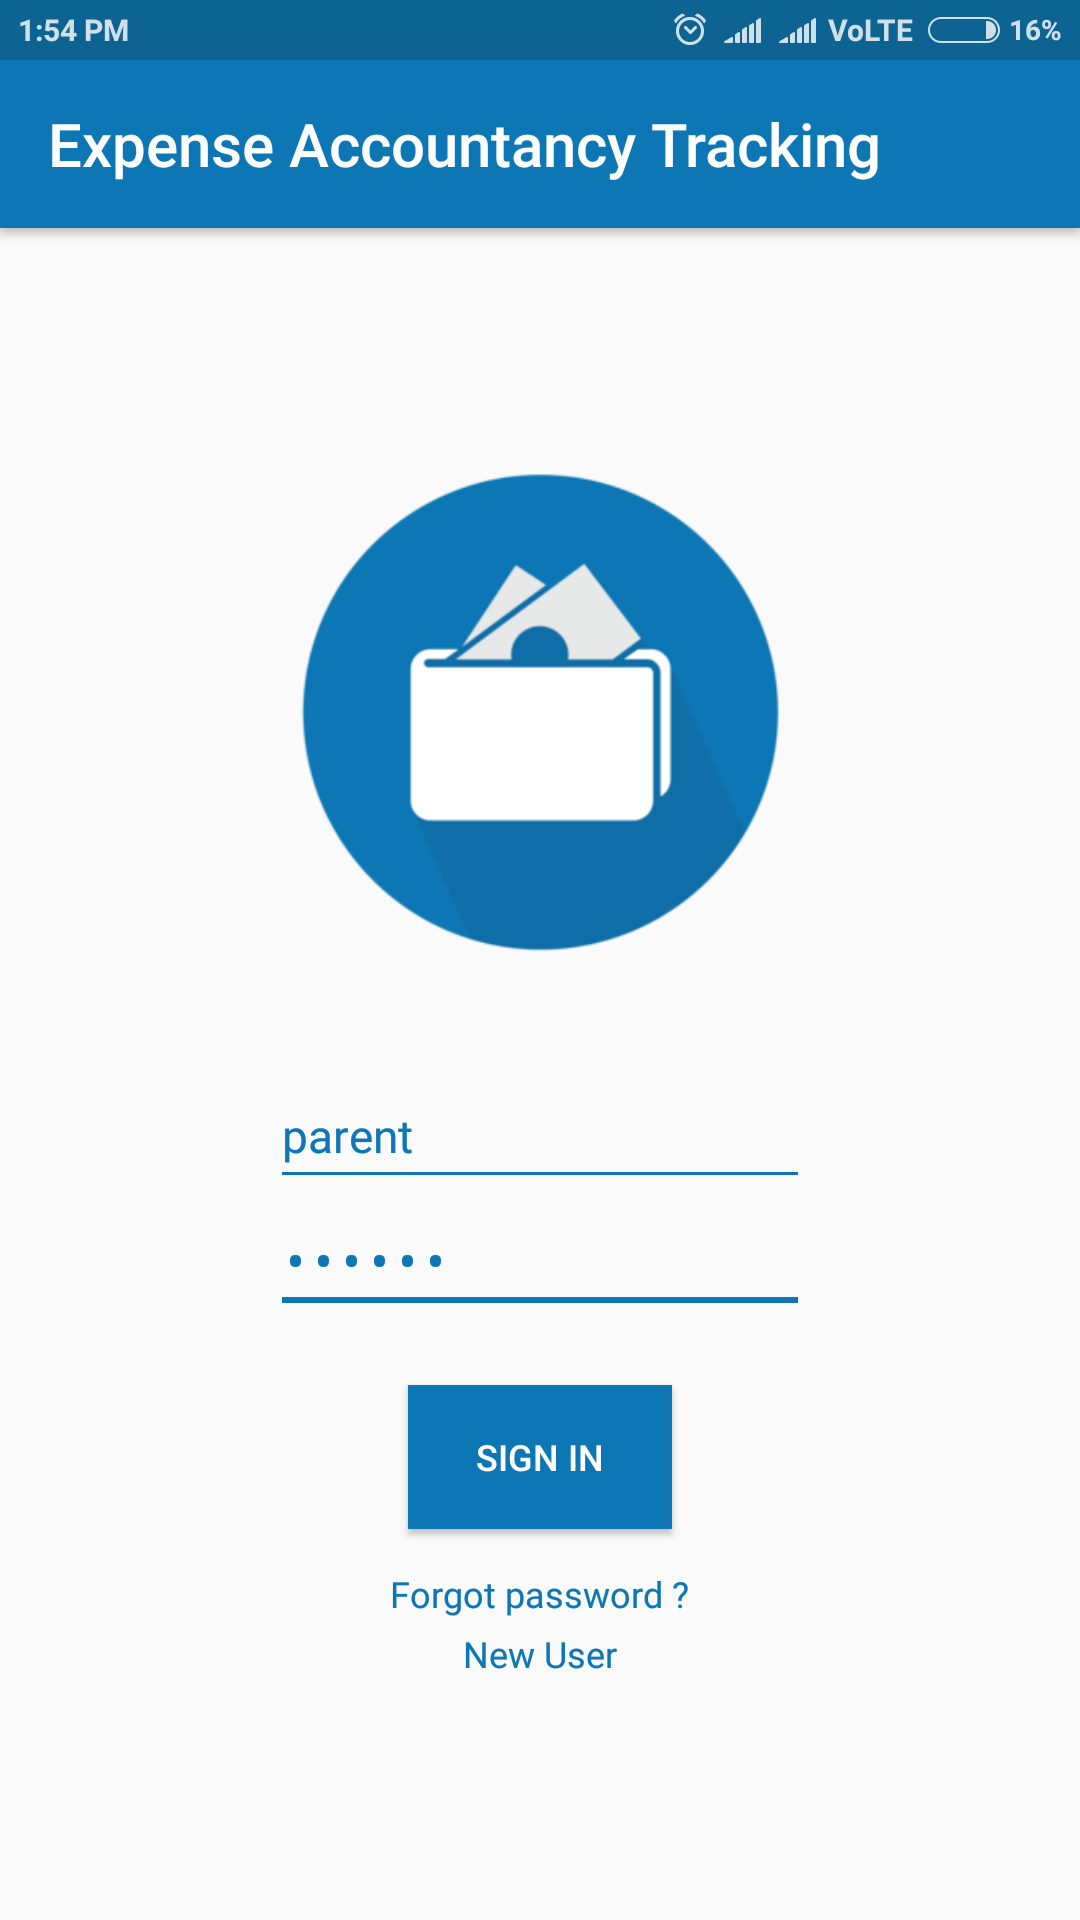 1:54 PM VoLTE 16%
Expense Accountancy Tracking
parent
••••••
SIGN IN
Forgot password ?
New User